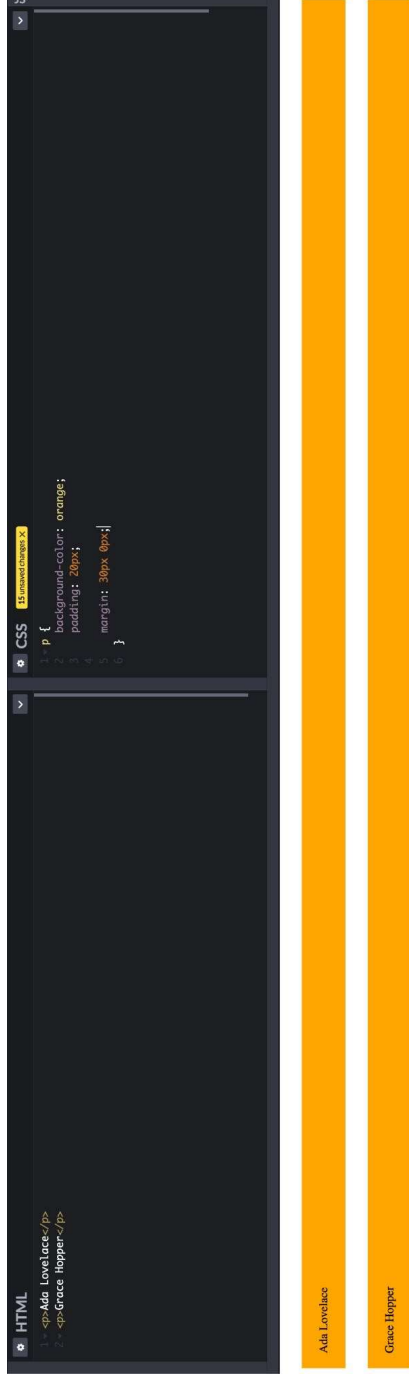 HTML
1 <p>Ada Lovelace</p>
2 <p>Grace Hopper</p>
CSS
15 unsaved changes X
1 p {
2 background-color: orange;
3 padding: 20px;
4
5 margin: 30px 0px;
6 }
JS
Ada Lovelace
Grace Hopper